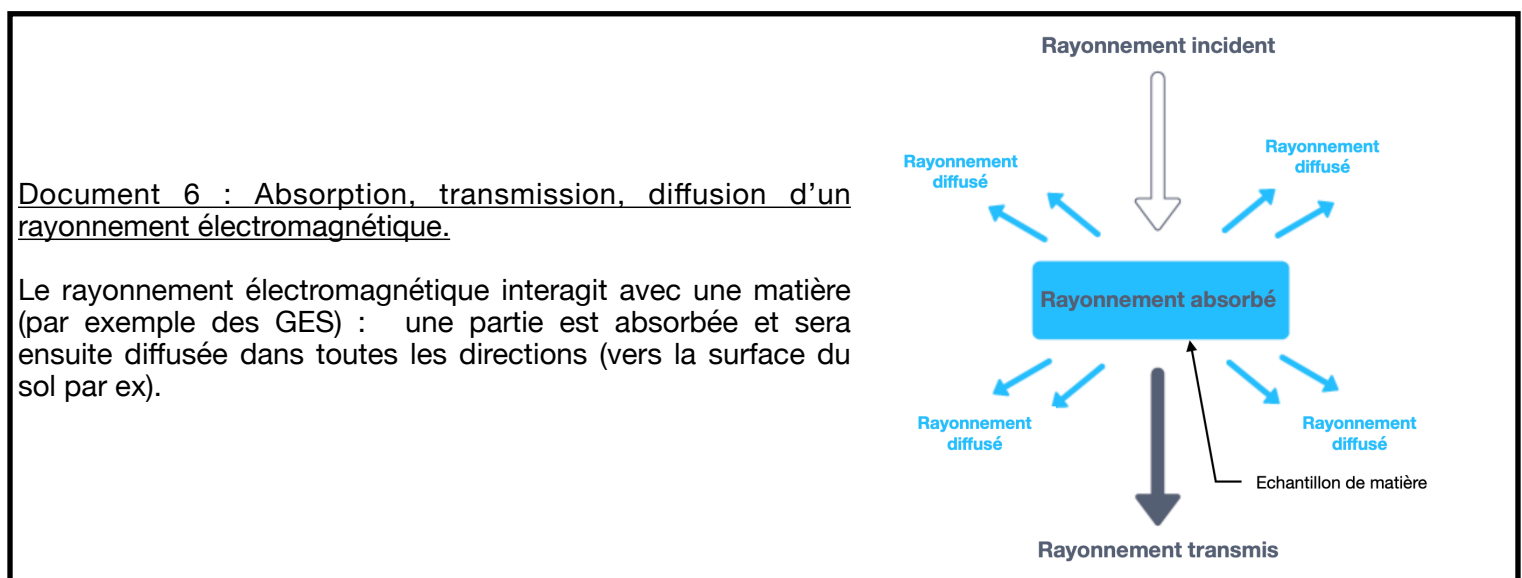 Document 6 : Absorption, transmission, diffusion d’un
rayonnement électromagnétique.
Le rayonnement électromagnétique interagit avec une matière
(par exemple des GES) : une partie est absorbée et sera
ensuite diffusée dans toutes les directions (vers la surface du
sol par ex).
Rayonnement incident
Rayonnement
diffusé
Rayonnement
diffusé
Rayonnement absorbé
Rayonnement
diffusé
Rayonnement
diffusé
Echantillon de matière
Rayonnement transmis